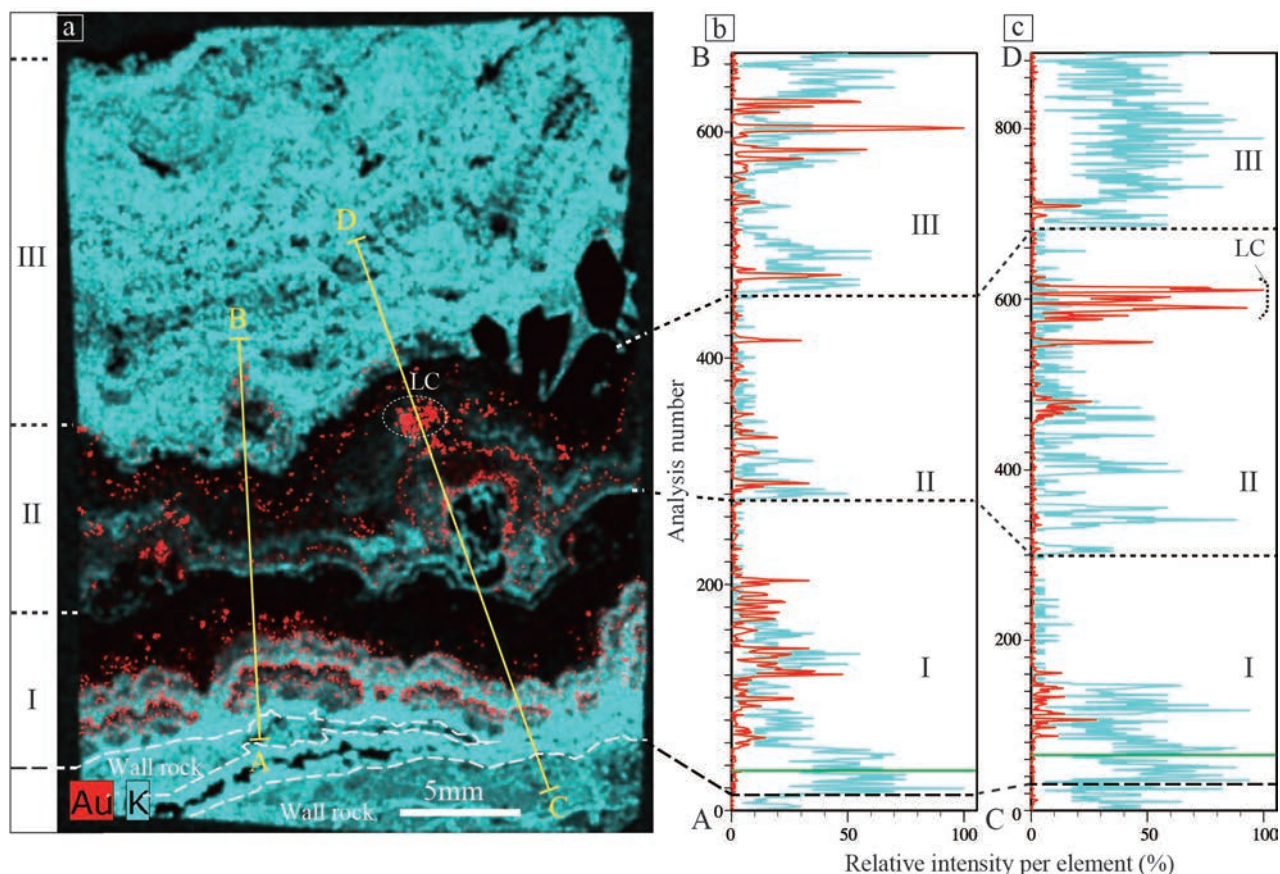 a
III
II
I
B
D
LC
A
C
Wall rock
Wall rock
Au K
5mm
b
B
600
400
200
0
A
0
50
100
III
II
I
Analysis number
c
D
800
600
400
200
0
C
0
50
100
III
LC
II
I
Relative intensity per element (%)